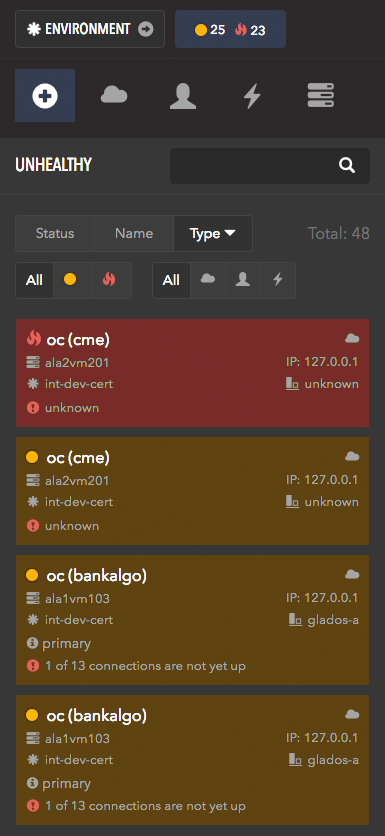 ENVIRONMENT
25 23
UNHEALTHY
Status Name Type Total: 48
All All
oc (cme)
ala2vm201 IP: 127.0.0.1
int-dev-cert unknown
unknown
oc (cme)
ala2vm201 IP: 127.0.0.1
int-dev-cert unknown
unknown
oc (bankalgo)
ala1vm103 IP: 127.0.0.1
int-dev-cert glados-a
primary
1 of 13 connections are not yet up
oc (bankalgo)
ala1vm103 IP: 127.0.0.1
int-dev-cert glados-a
primary
1 of 13 connections are not yet up